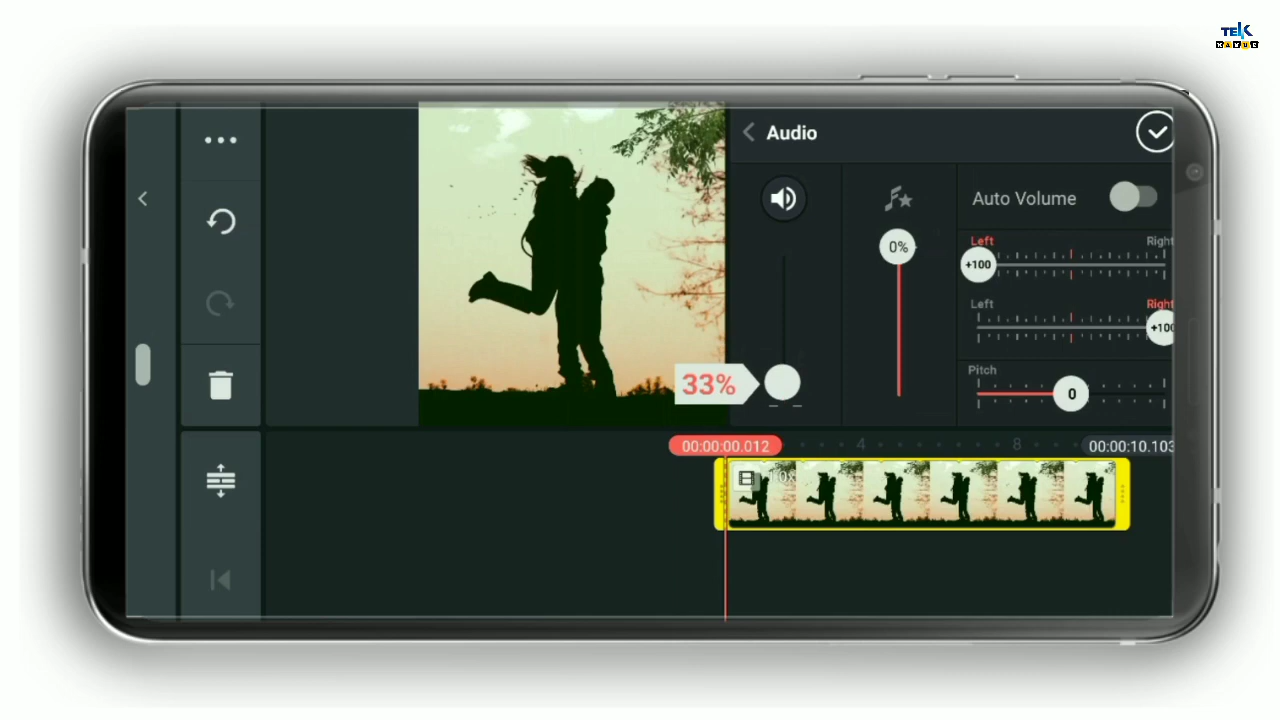 TEK
Audio
Auto Volume
0%
Left
Right
+100
Left
Right
+100
Pitch
0
33%
00:00:00.012
4
8
00:00:10.103
10x